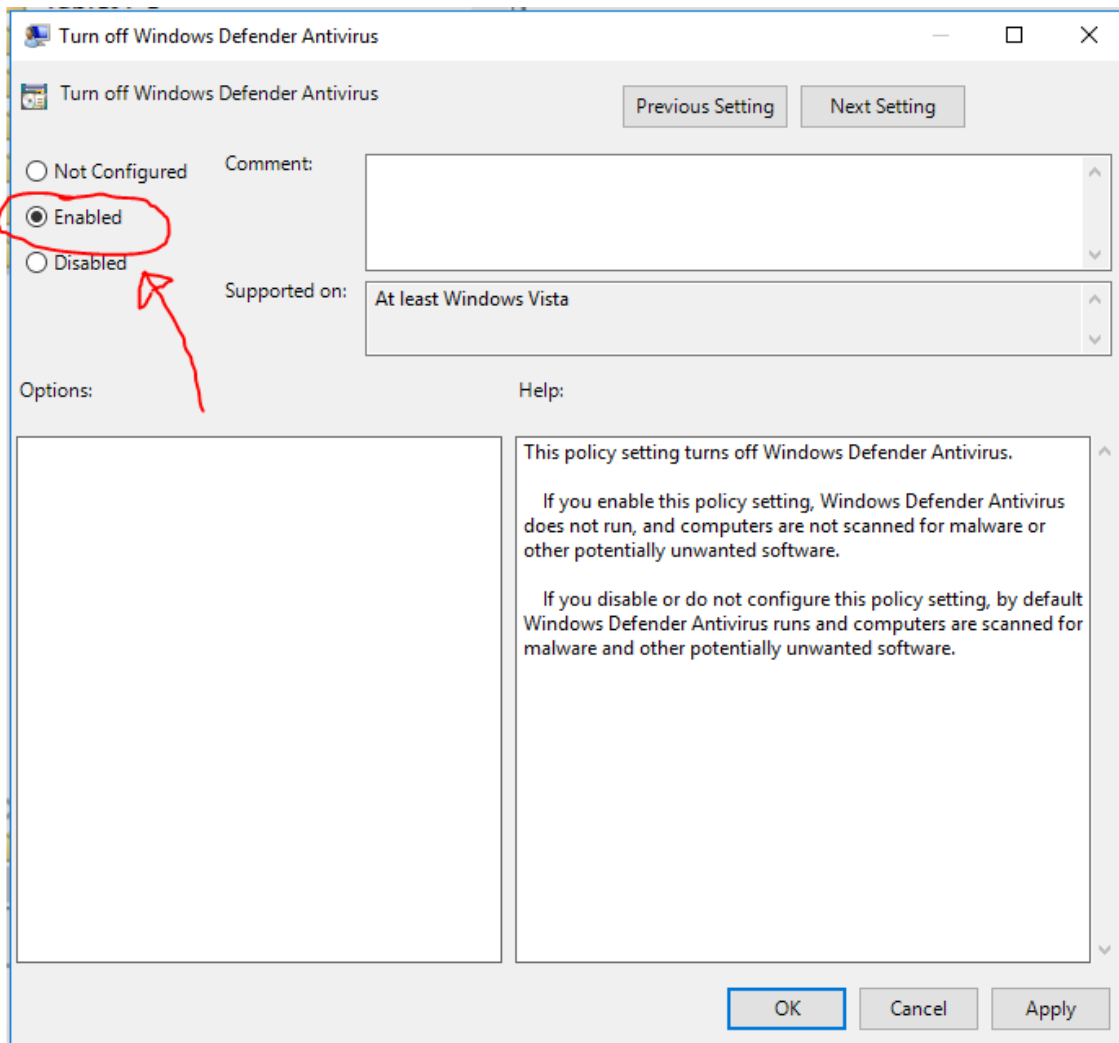 Turn off Windows Defender Antivirus
Turn off Windows Defender Antivirus
Previous Setting
Next Setting
Not Configured
Enabled
Disabled
Comment:
Supported on:
At least Windows Vista
Options:
Help:
This policy setting turns off Windows Defender Antivirus.
If you enable this policy setting, Windows Defender Antivirus
does not run, and computers are not scanned for malware or
other potentially unwanted software.
If you disable or do not configure this policy setting, by default
Windows Defender Antivirus runs and computers are scanned for
malware and other potentially unwanted software.
OK
Cancel
Apply